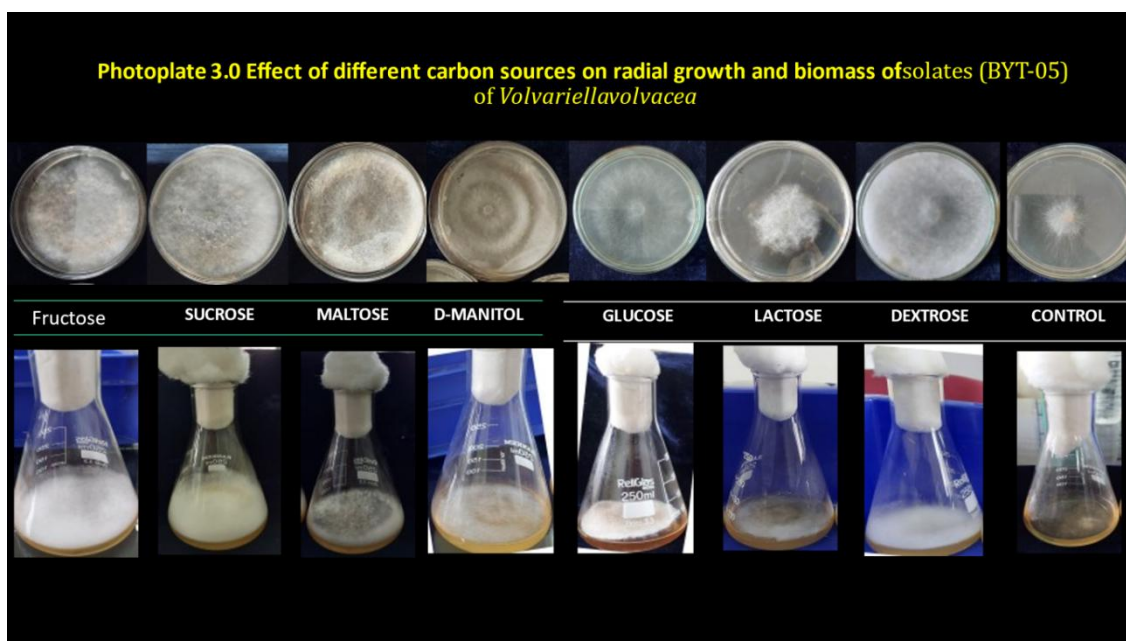 Photoplate 3.0 Effect of different carbon sources on radial growth and biomass ofsolates (BYT-05)
of Volvariellavolvacea
Fructose SUCROSE MALTOSE D-MANITOL GLUCOSE LACTOSE DEXTROSE CONTROL
ReliGlas
250ml